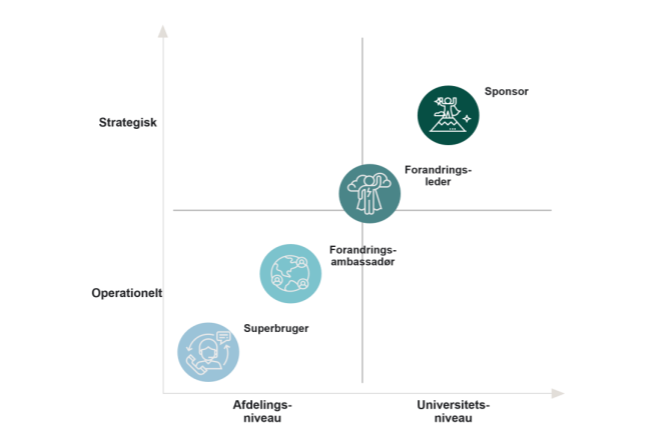 Sponsor
Strategisk
Forandrings-
leder
Forandrings-
ambassadør
Operationelt
Superbruger
Afdelings-
niveau
Universitets-
niveau